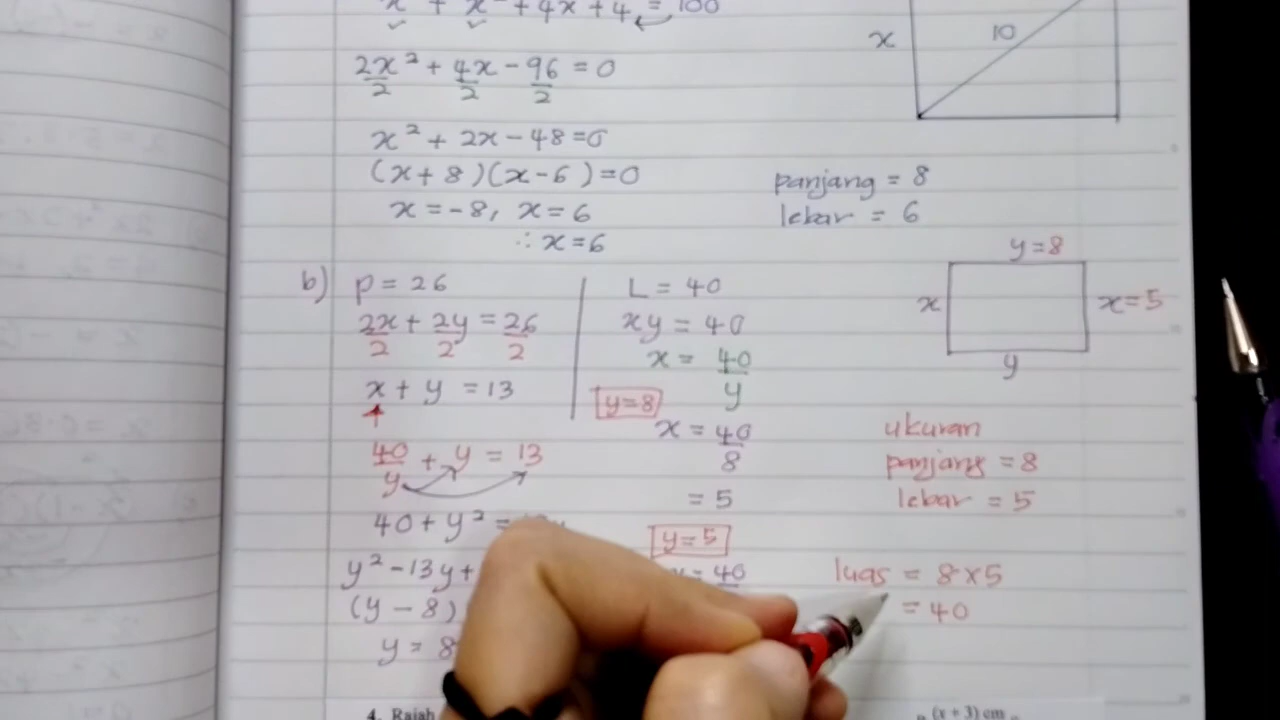 x² + x² + 4x + 4 = 100
x
10
2x²/2 + 4x/2 - 96/2 = 0
x² + 2x - 48 = 0
(x + 8)(x - 6) = 0
x = -8, x = 6
∴ x = 6
panjang = 8
lebar = 6
b) P = 26
2x/2 + 2y/2 = 26/2
x + y = 13
40/y + y = 13
40 + y² =
y² - 13y +
(y - 8)
y = 8
L = 40
xy = 40
x = 40/y
y=8
x = 40/8
= 5
y=5
= 40
y=8
x
x=5
y
ukuran
panjang = 8
lebar = 5
luas = 8 × 5
= 40
4. Rajah
(x + 3) cm